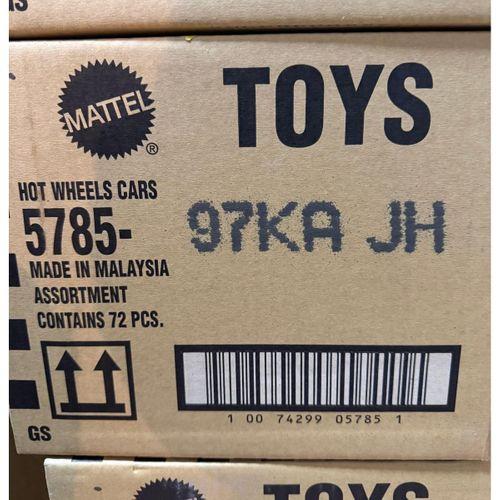 MATTEL
®
TOYS
HOT WHEELS CARS
5785-
97KA JH
MADE IN MALAYSIA
ASSORTMENT
CONTAINS 72 PCS.
1 00 74299 05785 1
GS
TOYS